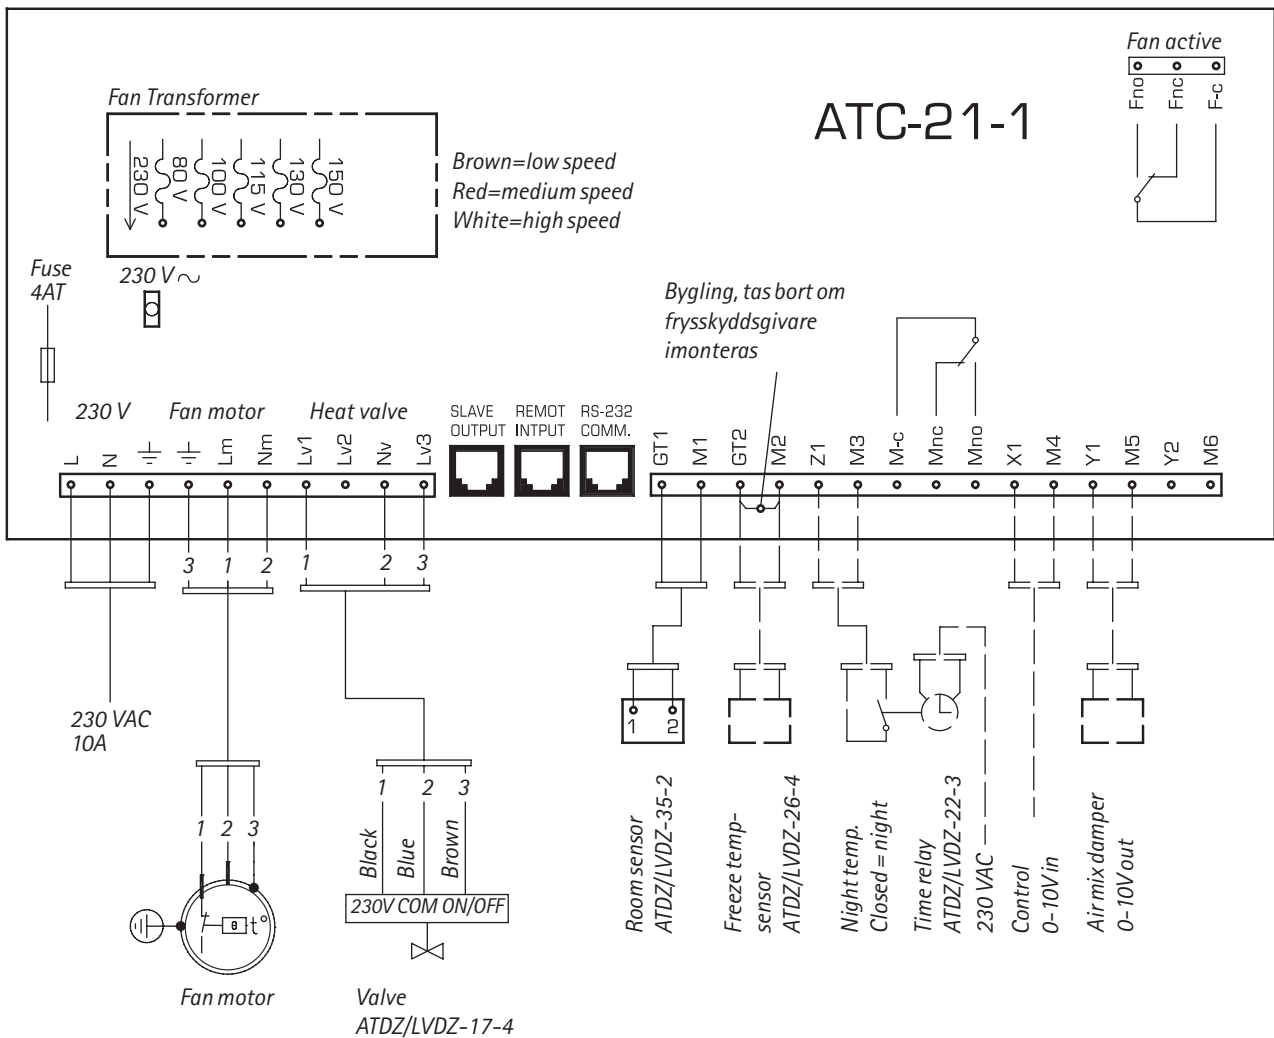 Fan active
Fno
Fnc
F-c
ATC-21-1
Fan Transformer
230 V
80 V
100 V
115 V
130 V
150 V
Brown=low speed
Red=medium speed
White=high speed
Fuse
4AT
230 V
Bygling, tas bort om
frysskyddsgivare
imonteras
230 V
Fan motor
Heat valve
SLAVE
OUTPUT
REMOT
INTPUT
RS-232
COMM.
L
N
Lm
Nm
Lv1
Lv2
Nv
Lv3
GT1
M1
GT2
M2
Z1
M3
M-c
Mnc
Mno
X1
M4
Y1
M5
Y2
M6
3
1
2
1
2
3
230 VAC
10A
1
2
1
2
3
1
2
3
Black
Blue
Brown
230V COM ON/OFF
θ
t°
Fan motor
Valve
ATDZ/LVDZ-17-4
Room sensor
ATDZ/LVDZ-35-2
Freeze temp-
sensor
ATDZ/LVDZ-26-4
Night temp.
Closed = night
Time relay
ATDZ/LVDZ-22-3
230 VAC
Control
0-10V in
Air mix damper
0-10V out